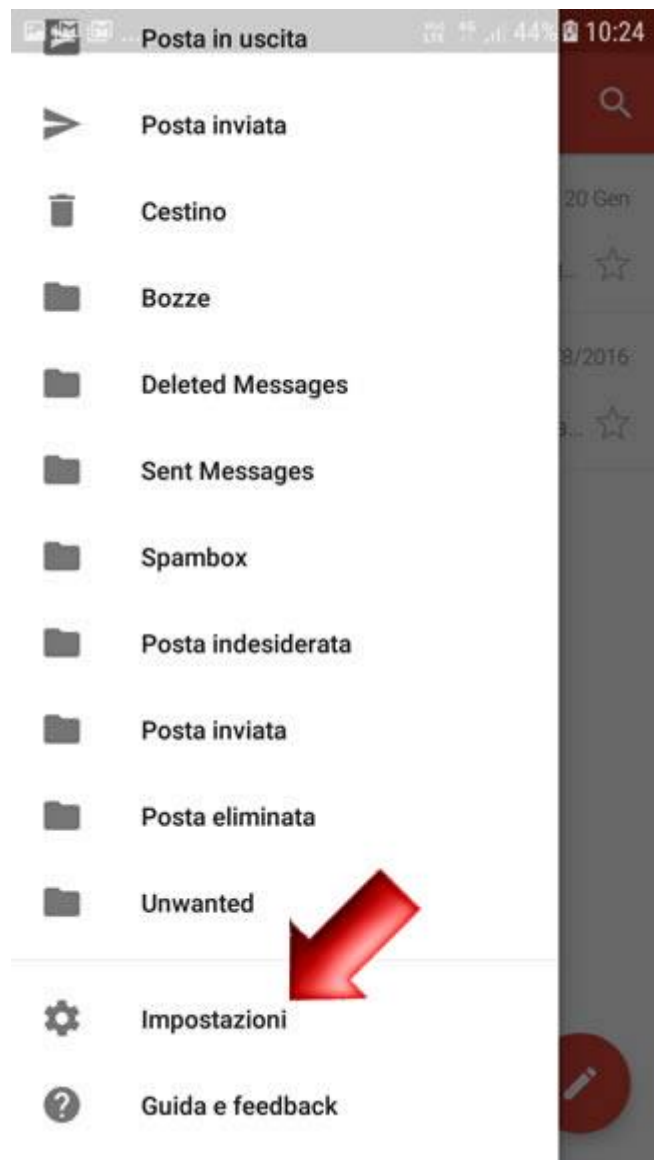 Posta in uscita
44% 10:24
Posta inviata
Cestino
20 Gen
Bozze
8/2016
Deleted Messages
Sent Messages
Spambox
Posta indesiderata
Posta inviata
Posta eliminata
Unwanted
Impostazioni
Guida e feedback